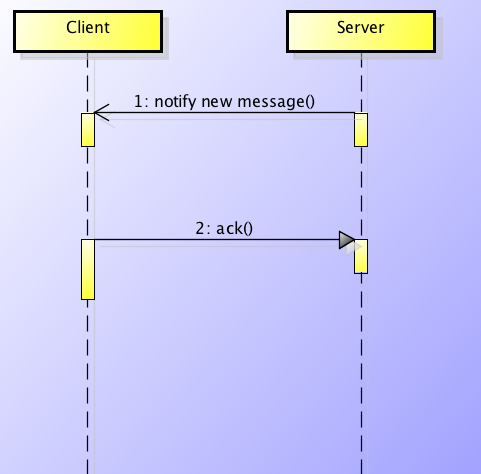 Client
Server
1: notify new message()
2: ack()